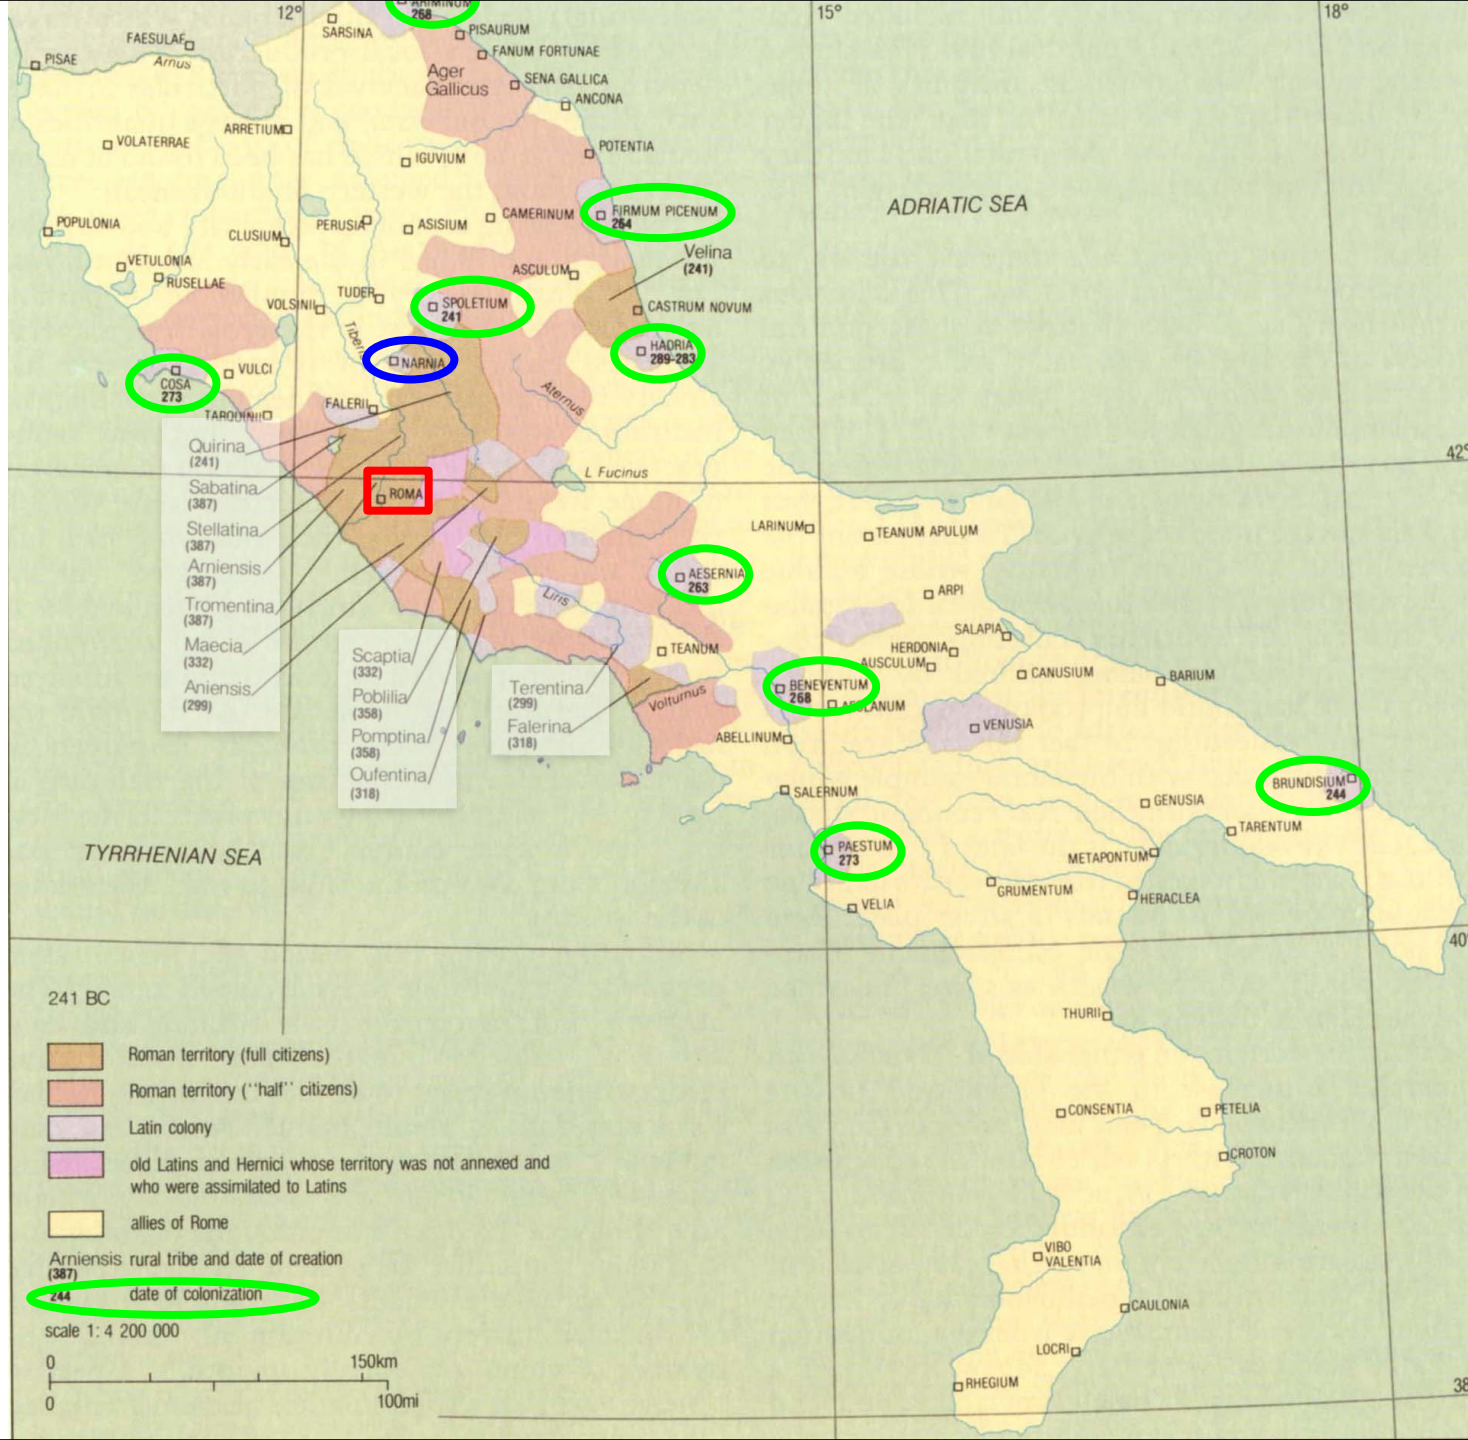 12°
15°
18°
ARIMINUM
268
SARSINA
PISAURUM
FAESULAE
FANUM FORTUNAE
PISAE
Arnus
Ager
Gallicus
SENA GALLICA
ANCONA
ARRETIUM
VOLATERRAE
POTENTIA
IGUVIUM
FIRMUM PICENUM
264
ADRIATIC SEA
POPULONIA
PERUSIA
ASISIUM
CAMERINUM
CLUSIUM
Velina
(241)
VETULONIA
RUSELLAE
ASCULUM
TUDER
VOLSINII
SPOLETIUM
241
CASTRUM NOVUM
Tiberis
HADRIA
289-283
NARNIA
VULCI
COSA
273
Aternus
FALERII
TARQUINII
Quirina
(241)
42°
L Fucinus
Sabatina
(387)
ROMA
Stellatina
(387)
LARINUM
TEANUM APULUM
Arniensis
(387)
AESERNIA
263
ARPI
Tromentina
(387)
Liris
SALAPIA
Maecia
(332)
HERDONIA
Scaptia
(332)
TEANUM
AUSCULUM
CANUSIUM
BARIUM
Aniensis
(299)
Terentina
(299)
BENEVENTUM
268
Poblilia
(358)
Volturnus
AECLANUM
Falerina
(318)
VENUSIA
Pomptina
(358)
ABELLINUM
Oufentina
(318)
BRUNDISIUM
244
SALERNUM
GENUSIA
TARENTUM
TYRRHENIAN SEA
PAESTUM
273
METAPONTUM
GRUMENTUM
HERACLEA
VELIA
40°
241 BC
THURII
Roman territory (full citizens)
Roman territory (''half'' citizens)
CONSENTIA
PETELIA
Latin colony
CROTON
old Latins and Hernici whose territory was not annexed and
who were assimilated to Latins
allies of Rome
VIBO
VALENTIA
Arniensis rural tribe and date of creation
(387)
244 date of colonization
CAULONIA
scale 1: 4 200 000
LOCRI
0 150km
RHEGIUM
38
0 100mi